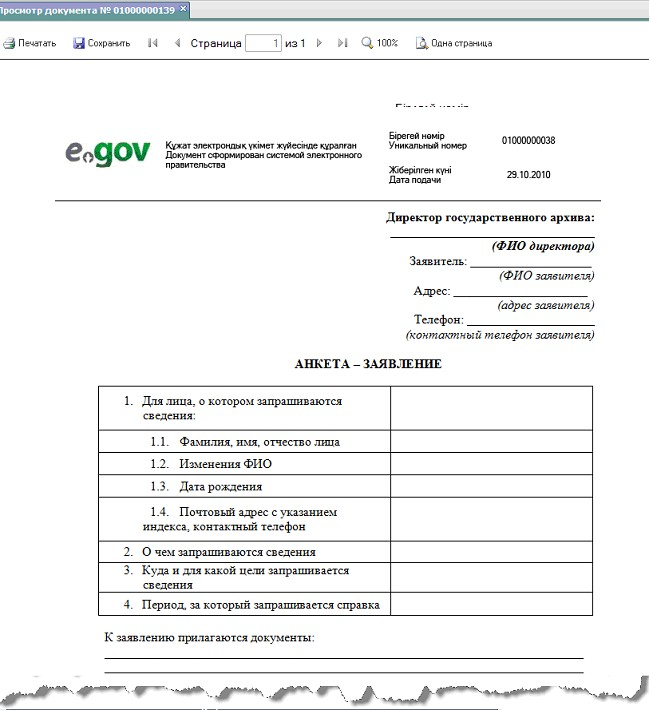 Просмотр документа № 01000000139
Печатать Сохранить Страница 1 из 1 100% Одна страница
e.gov
Құжат электрондық үкімет жүйесінде құралған
Документ сформирован системой электронного
правительства
Бірегей нөмір
Бірегей нөмір
Уникальный номер
01000000038
Жіберілген күні
Дата подачи
29.10.2010
Директор государственного архива:
(ФИО директора)
Заявитель:
(ФИО заявителя)
Адрес:
(адрес заявителя)
Телефон:
(контактный телефон заявителя)
АНКЕТА – ЗАЯВЛЕНИЕ
1. Для лица, о котором запрашиваются
сведения:
1.1. Фамилия, имя, отчество лица
1.2. Изменения ФИО
1.3. Дата рождения
1.4. Почтовый адрес с указанием
индекса, контактный телефон
2. О чем запрашиваются сведения
3. Куда и для какой цели запрашивается
сведения
4. Период, за который запрашивается справка
К заявлению прилагаются документы: